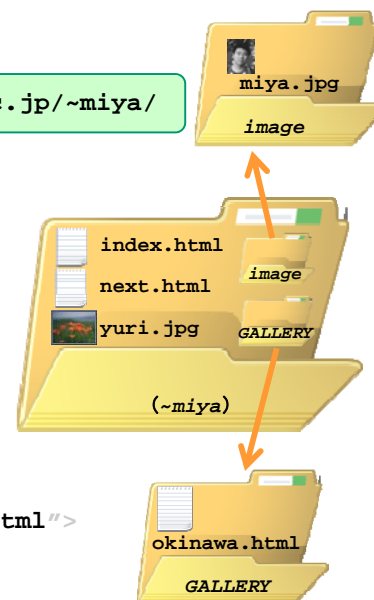 miya.jpg
image
.jp/~miya/
index.html
image
next.html
yuri.jpg
GALLERY
(~miya)
tml">
okinawa.html
GALLERY